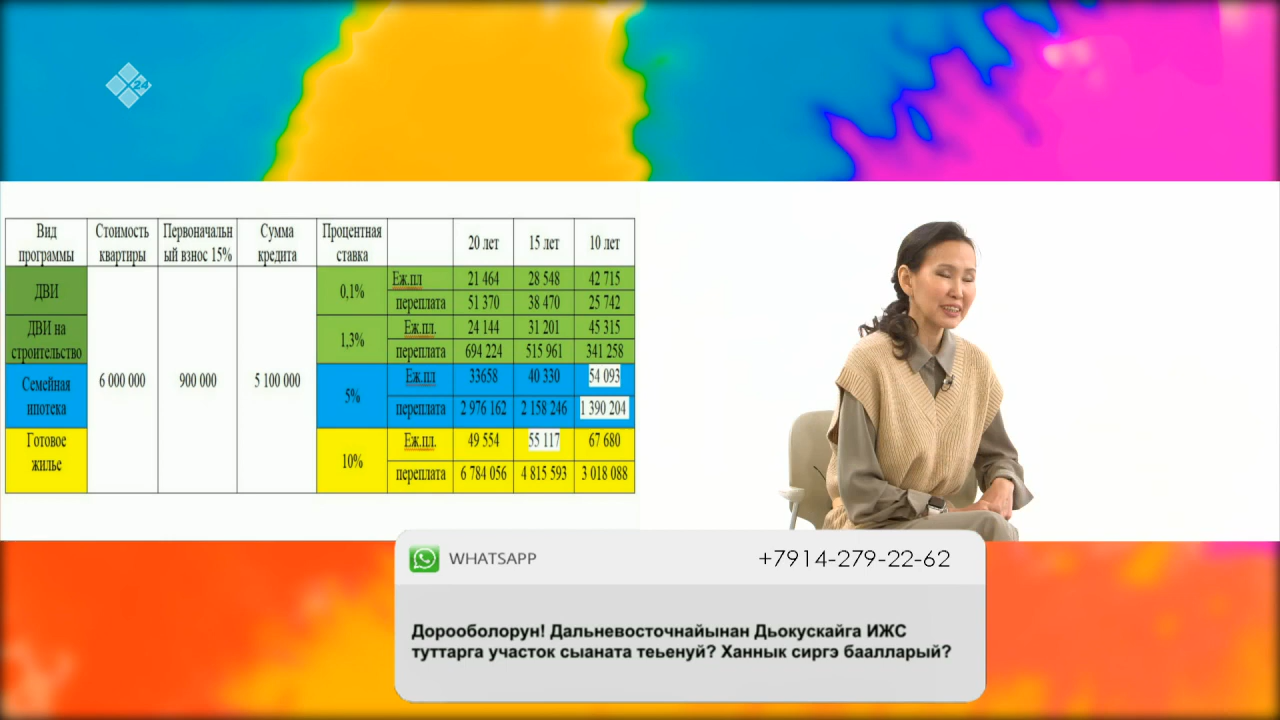 X24
Вид программы | Стоимость квартиры | Первоначальн ый взнос 15% | Сумма кредита | Процентная ставка | | 20 лет | 15 лет | 10 лет
ДВИ | 6 000 000 | 900 000 | 5 100 000 | 0,1% | Еж.пл | 21 464 | 28 548 | 42 715
переплата | 51 370 | 38 470 | 25 742
ДВИ на строительство | 1,3% | Еж.пл. | 24 144 | 31 201 | 45 315
переплата | 694 224 | 515 961 | 341 258
Семейная ипотека | 5% | Еж.пл | 33658 | 40 330 | 54 093
переплата | 2 976 162 | 2 158 246 | 1 390 204
Готовое жилье | 10% | Еж.пл. | 49 554 | 55 117 | 67 680
переплата | 6 784 056 | 4 815 593 | 3 018 088
WHATSAPP +7914-279-22-62
Дорооболорун! Дальневосточнайынан Дьокускайга ИЖС
туттарга участок сыаната теьенуй? Ханнык сиргэ баалларый?